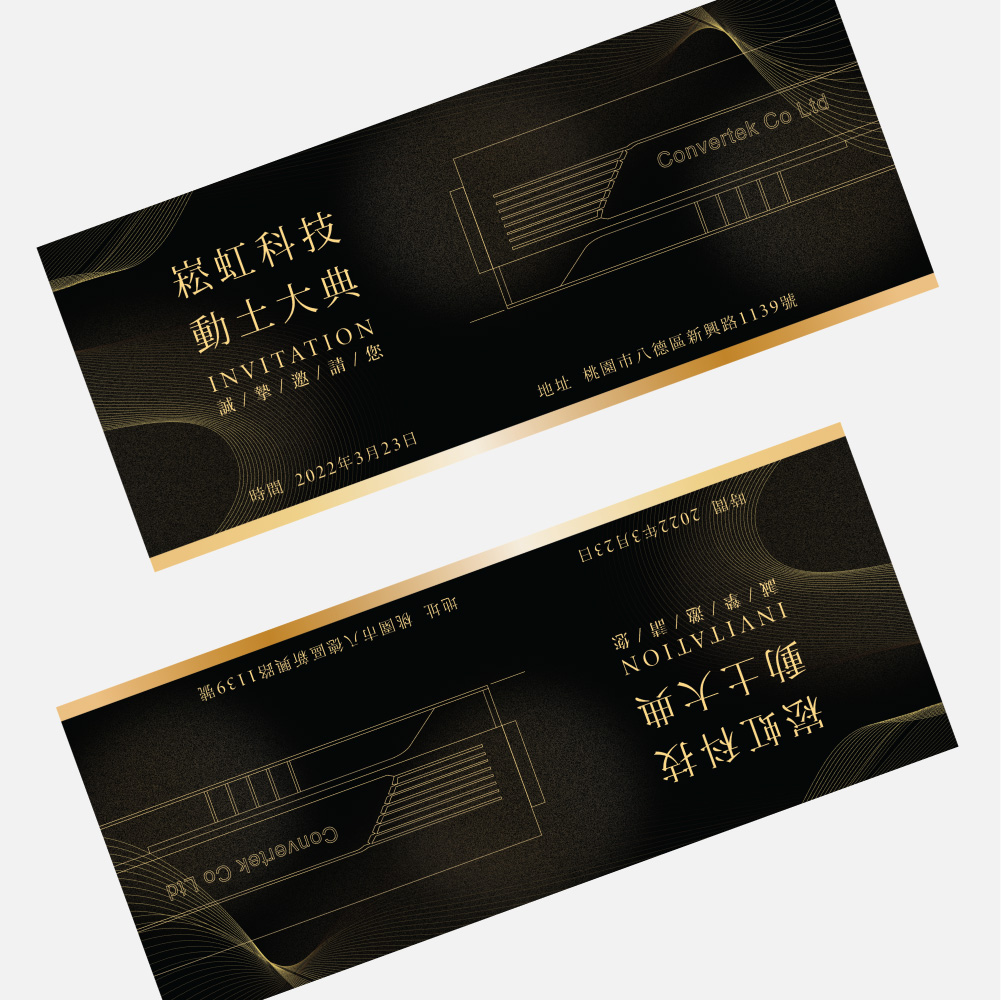 崧虹科技
動土大典
INVITATION
誠/摯/邀/請/您
時間 2022年3月23日
Convertek Co Ltd
地址 桃園市八德區新興路1139號
時間 2022年3月23日
地址 桃園市八德區新興路1139號
誠/摯/邀/請/您
INVITATION
動土大典
崧虹科技
Convertek Co Ltd